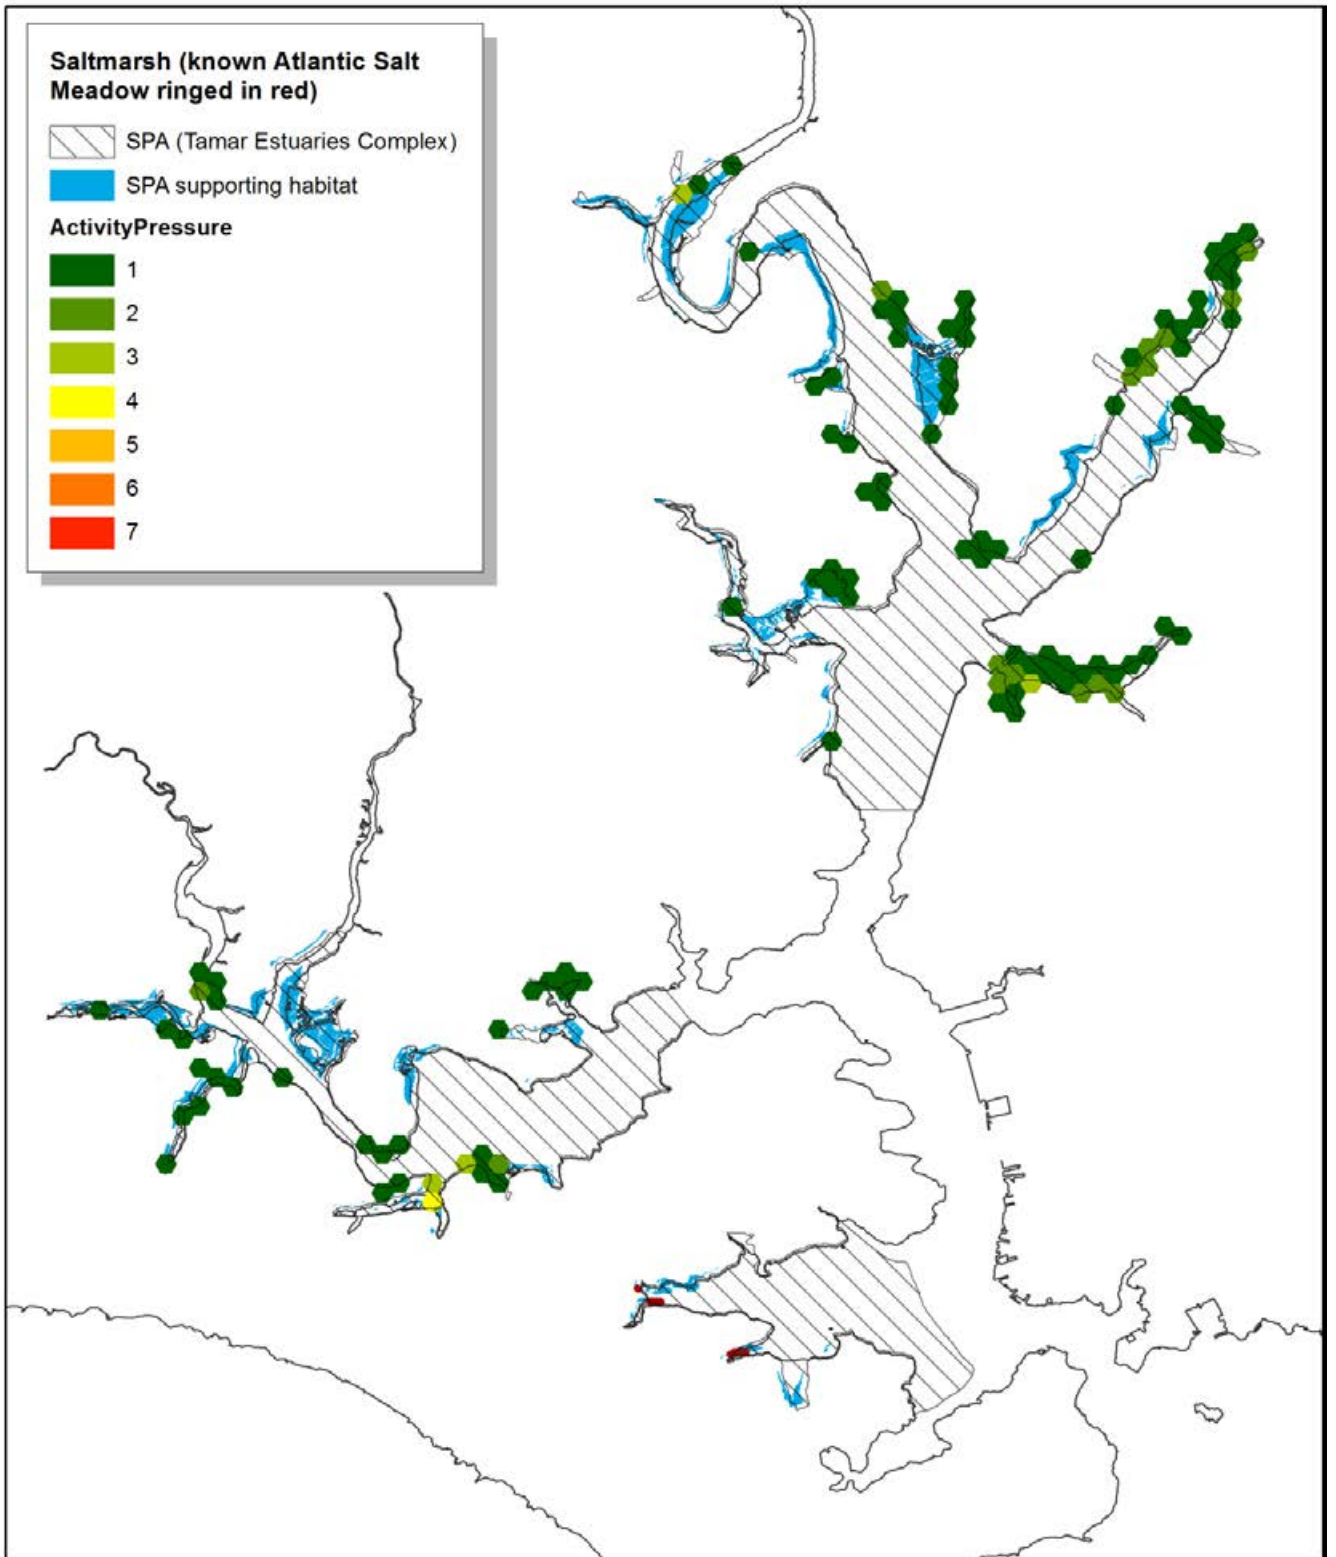 Saltmarsh (known Atlantic Salt
Meadow ringed in red)
SPA (Tamar Estuaries Complex)
SPA supporting habitat
ActivityPressure
1
2
3
4
5
6
7